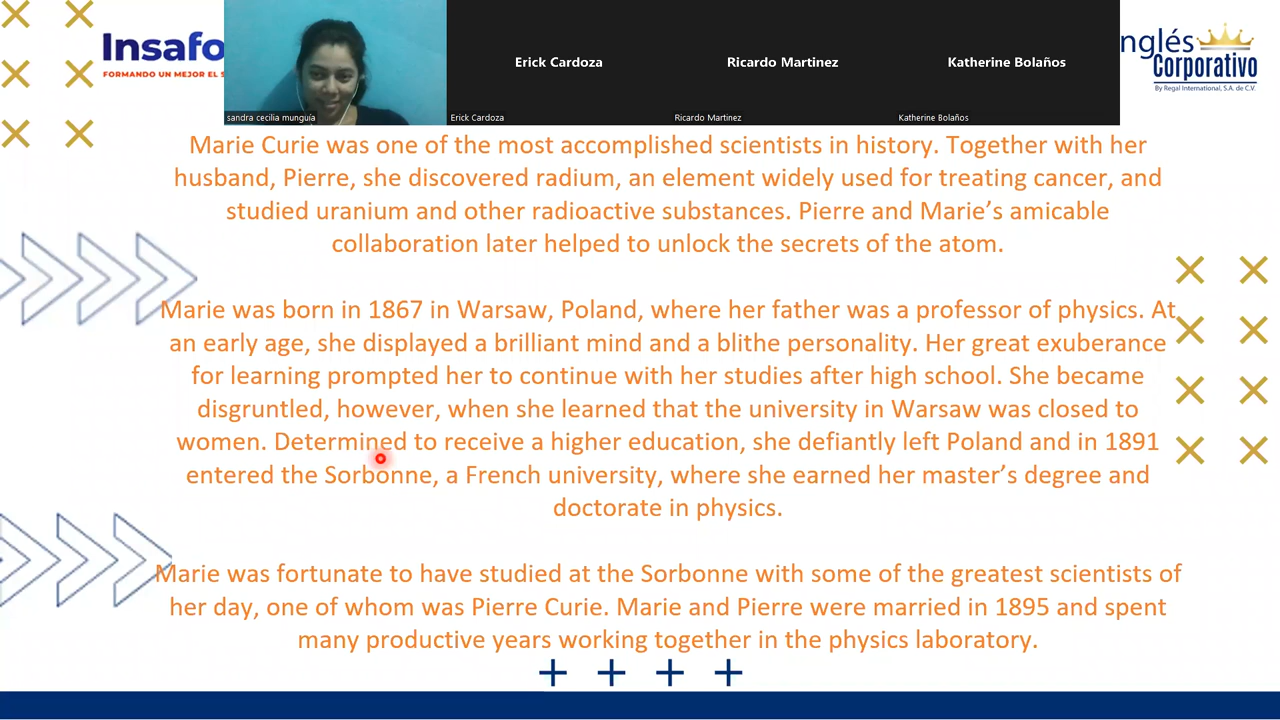 Insafo
FORMANDO UN MEJOR EL S
Erick Cardoza
Ricardo Martinez
Katherine Bolaños
sandra cecilia munguía
Erick Cardoza
Ricardo Martinez
Katherine Bolaños
nglés
Corporativo
By Regal International, S.A. de C.V.
Marie Curie was one of the most accomplished scientists in history. Together with her
husband, Pierre, she discovered radium, an element widely used for treating cancer, and
studied uranium and other radioactive substances. Pierre and Marie’s amicable
collaboration later helped to unlock the secrets of the atom.
Marie was born in 1867 in Warsaw, Poland, where her father was a professor of physics. At
an early age, she displayed a brilliant mind and a blithe personality. Her great exuberance
for learning prompted her to continue with her studies after high school. She became
disgruntled, however, when she learned that the university in Warsaw was closed to
women. Determined to receive a higher education, she defiantly left Poland and in 1891
entered the Sorbonne, a French university, where she earned her master’s degree and
doctorate in physics.
Marie was fortunate to have studied at the Sorbonne with some of the greatest scientists of
her day, one of whom was Pierre Curie. Marie and Pierre were married in 1895 and spent
many productive years working together in the physics laboratory.